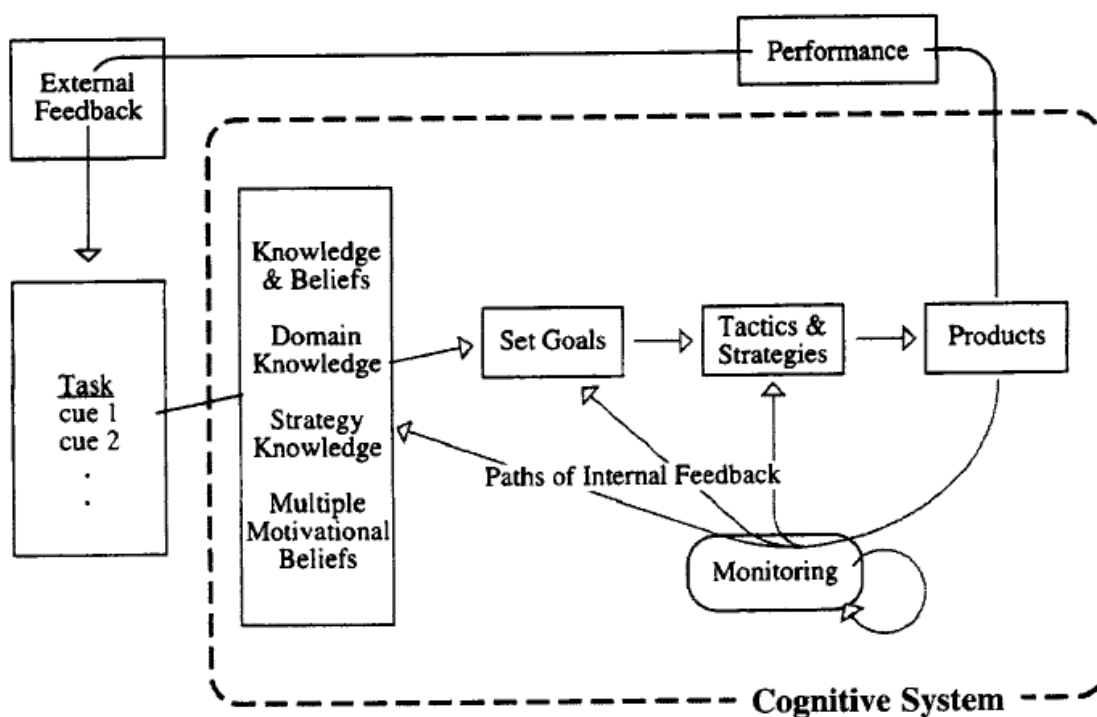 Performance
External
Feedback
Knowledge
& Beliefs
Domain
Knowledge
Strategy
Knowledge
Multiple
Motivational
Beliefs
Set Goals
Tactics &
Strategies
Products
Task
cue 1
cue 2
.
.
Paths of Internal Feedback
Monitoring
Cognitive System